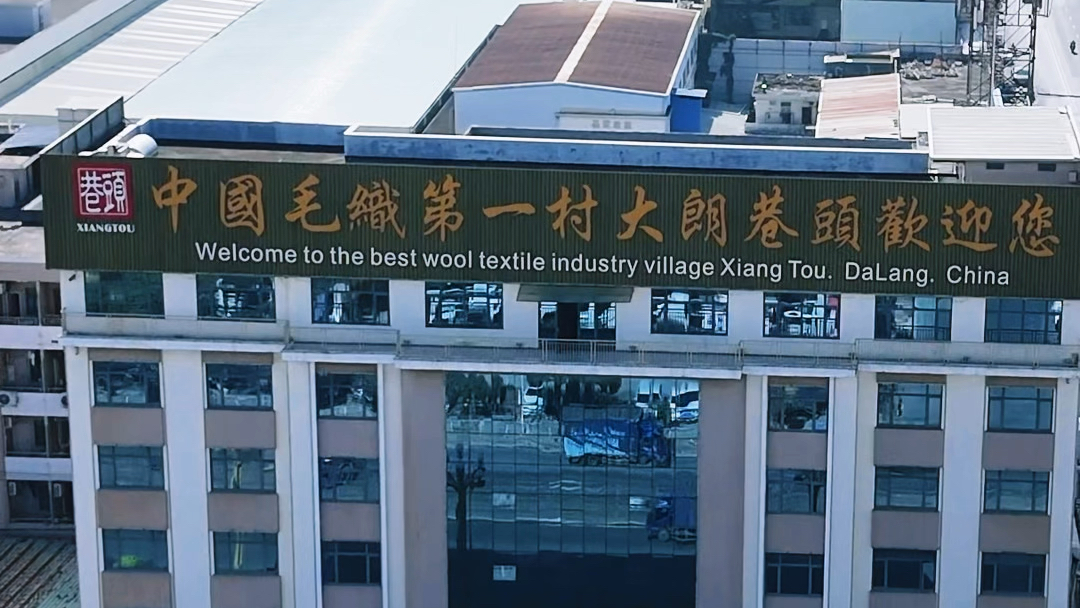 巷頭
XIANGTOU
中國毛織第一村大朗巷頭歡迎您
Welcome to the best wool textile industry village Xiang Tou. DaLang. China